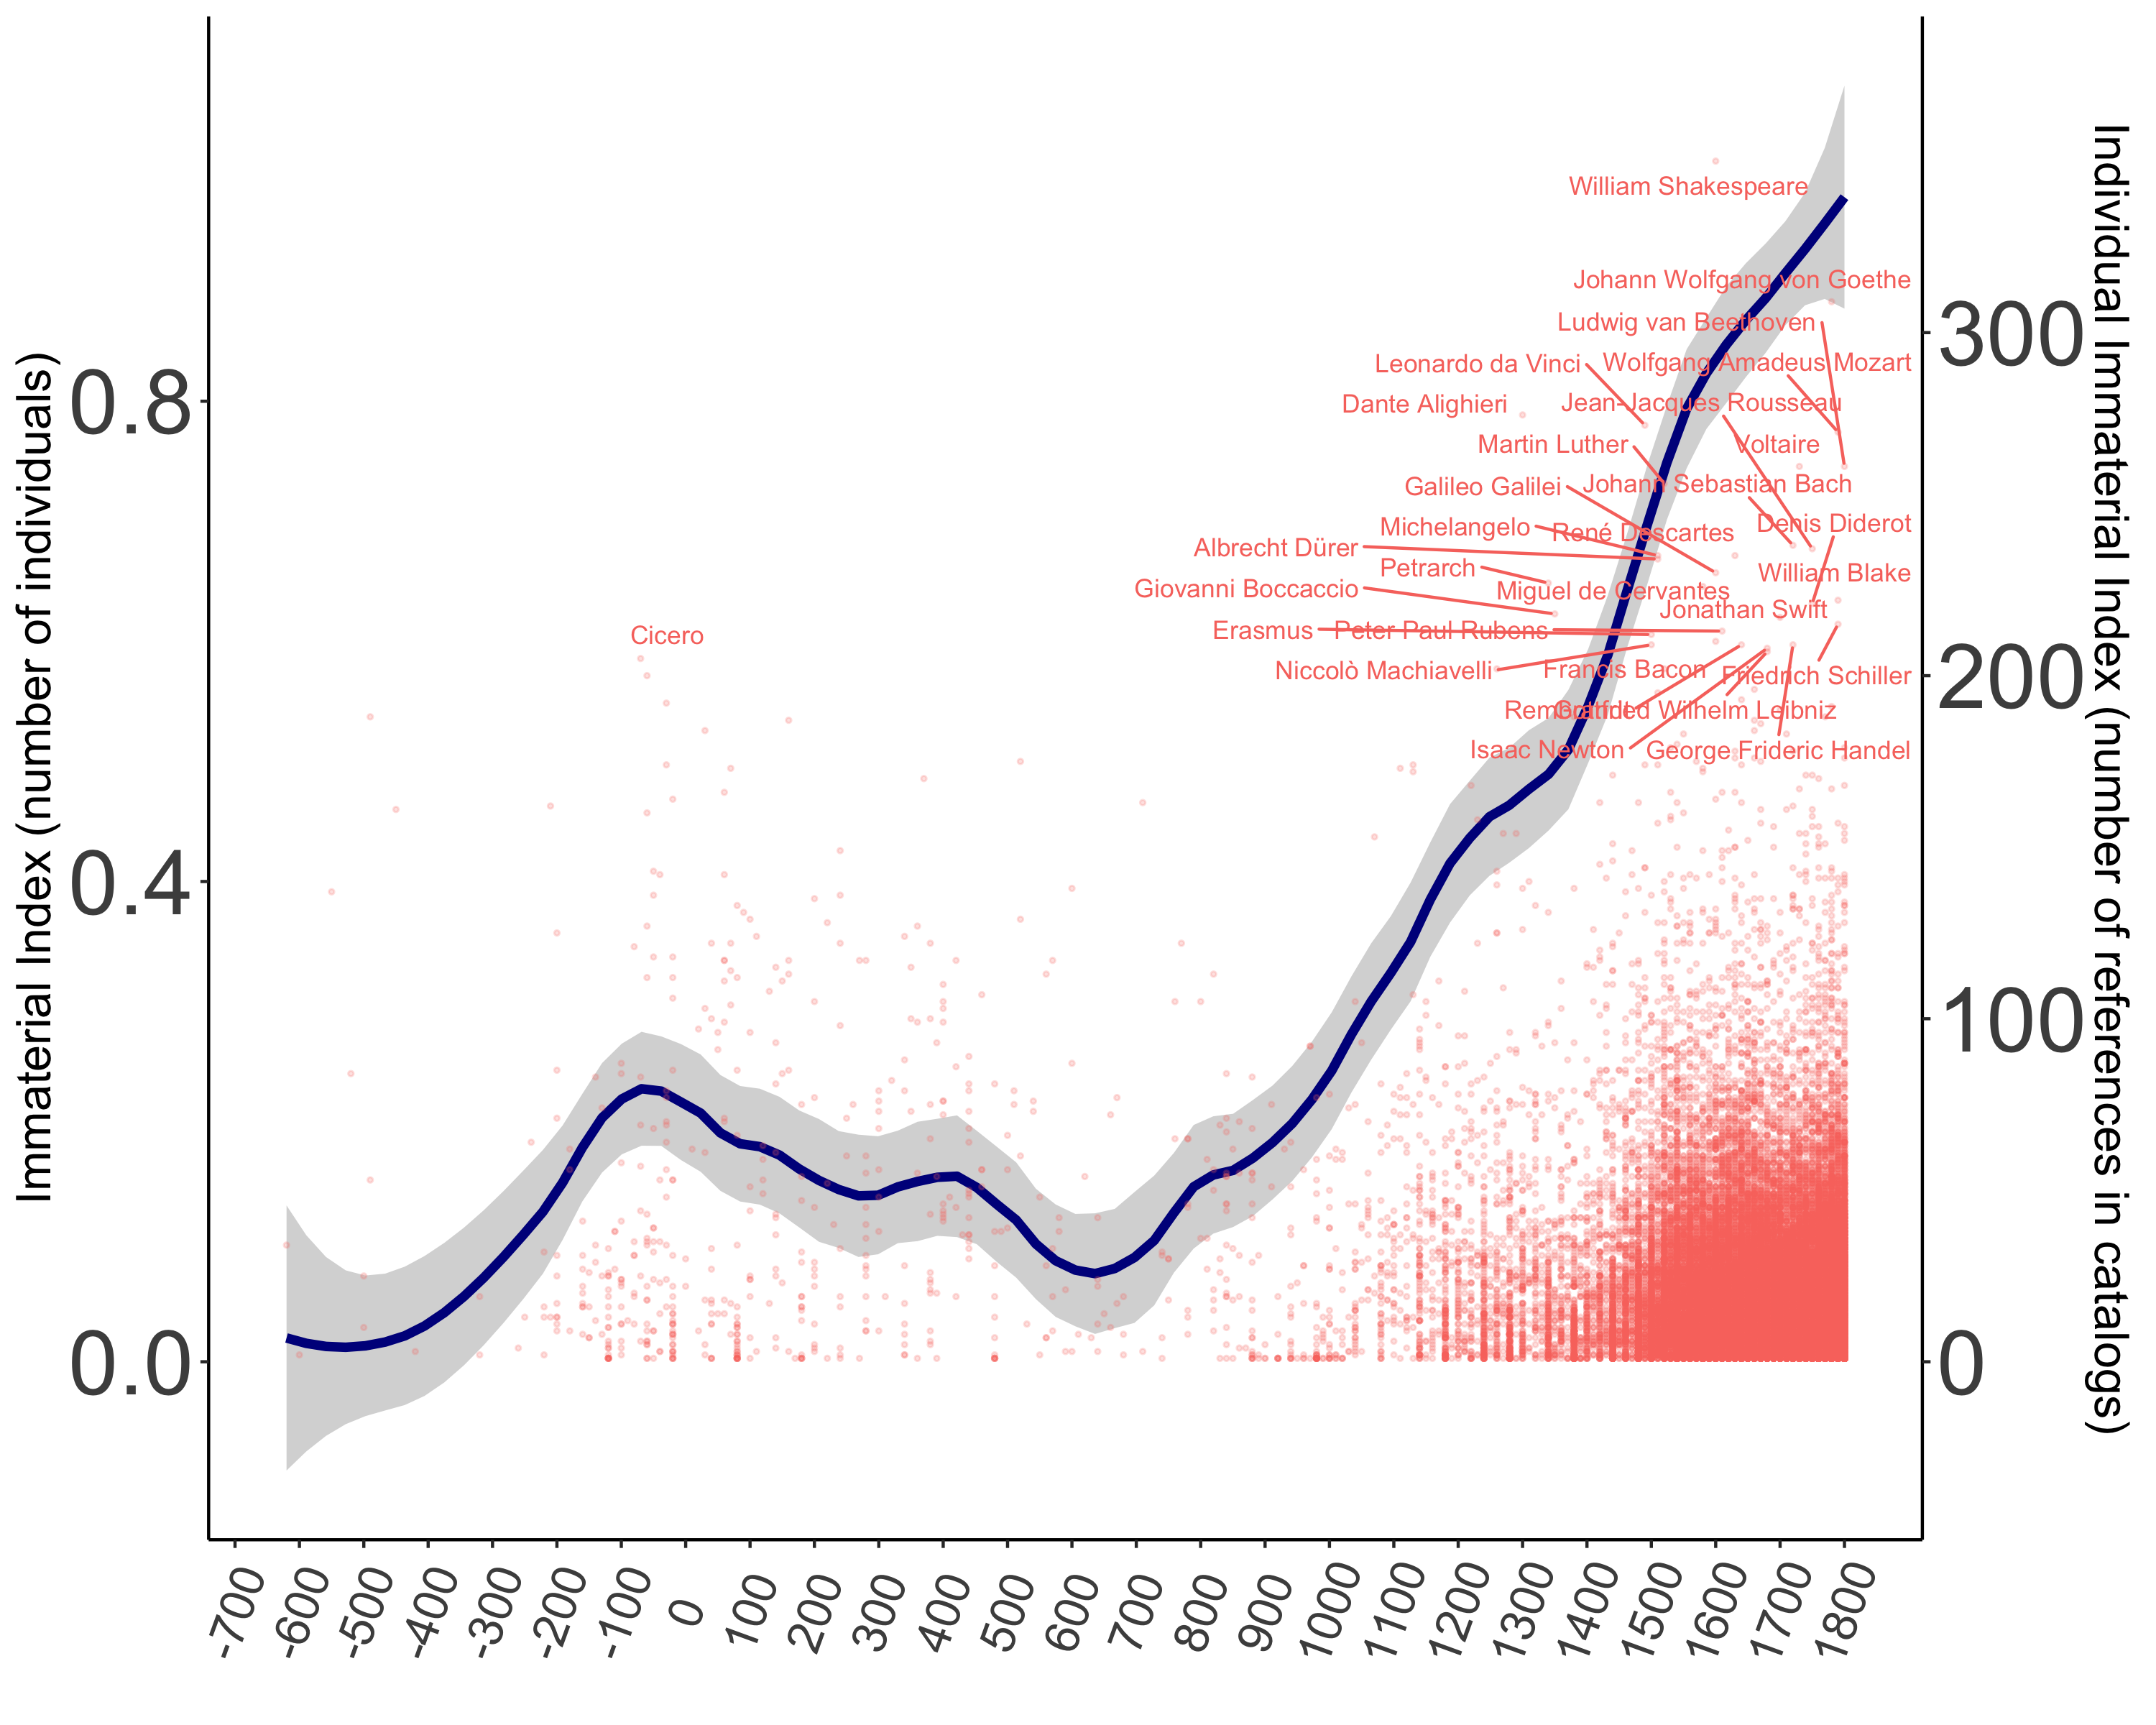 Immaterial Index (number of individuals)
0.8
0.4
0.0
William Shakespeare
Johann Wolfgang von Goethe
Ludwig van Beethoven
Leonardo da Vinci
Wolfgang Amadeus Mozart
Dante Alighieri
Jean-Jacques Rousseau
Martin Luther
Voltaire
Galileo Galilei
Johann Sebastian Bach
Michelangelo
René Descartes
Denis Diderot
Albrecht Dürer
Petrarch
William Blake
Giovanni Boccaccio
Miguel de Cervantes
Jonathan Swift
Cicero
Erasmus
Peter Paul Rubens
Niccolò Machiavelli
Francis Bacon
Friedrich Schiller
Rembrandt
Gottfried Wilhelm Leibniz
Isaac Newton
George Frideric Handel
300
200
100
0
Individual Immaterial Index (number of references in catalogs)
-700
-600
-500
-400
-300
-200
-100
0
100
200
300
400
500
600
700
800
900
1000
1100
1200
1300
1400
1500
1600
1700
1800